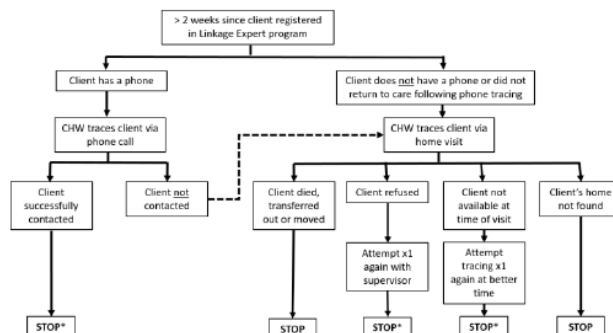 > 2 weeks since client registered
in Linkage Expert program
Client has a phone
Client does not have a phone or did not
return to care following phone tracing
CHW traces client via
phone call
CHW traces client via
home visit
Client
successfully
contacted
Client not
contacted
Client died,
transferred
out or moved
Client refused
Client not
available at
time of visit
Client's home
not found
Attempt x1
again with
supervisor
Attempt
tracing x1
again at better
time
STOP*
STOP
STOP*
STOP*
STOP